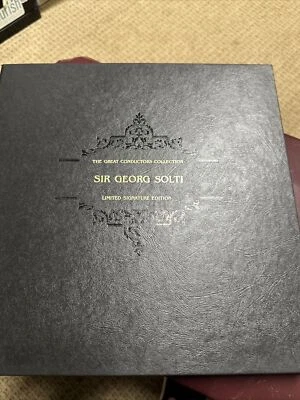 THE GREAT CONDUCTORS COLLECTION
SIR GEORG SOLTI
LIMITED SIGNATURE EDITION